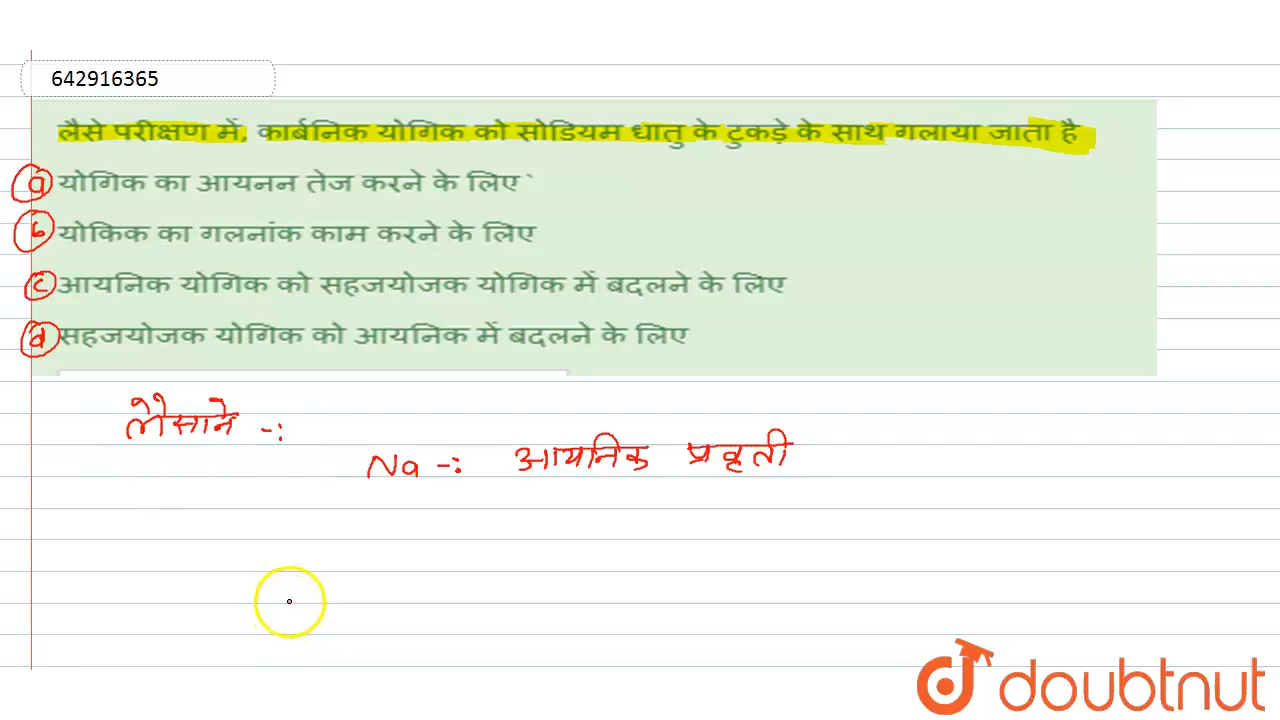 642916365
लैसे परीक्षण में, कार्बनिक योगिक को सोडियम धातु के टुकड़े के साथ गलाया जाता है
a योगिक का आयनन तेज करने के लिए`
b योकिक का गलनांक काम करने के लिए
c आयनिक योगिक को सहजयोजक योगिक में बदलने के लिए
d सहजयोजक योगिक को आयनिक में बदलने के लिए
लैसाने -:
Na -: आयनिक प्रवृती
doubtnut